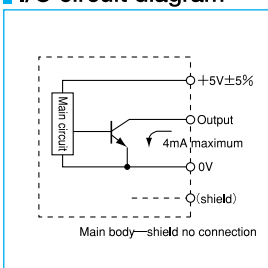 I/O circuit diagram
+5V±5%
Main circuit
Output
4mA maximum
0V
(shield)
Main body—shield no connection